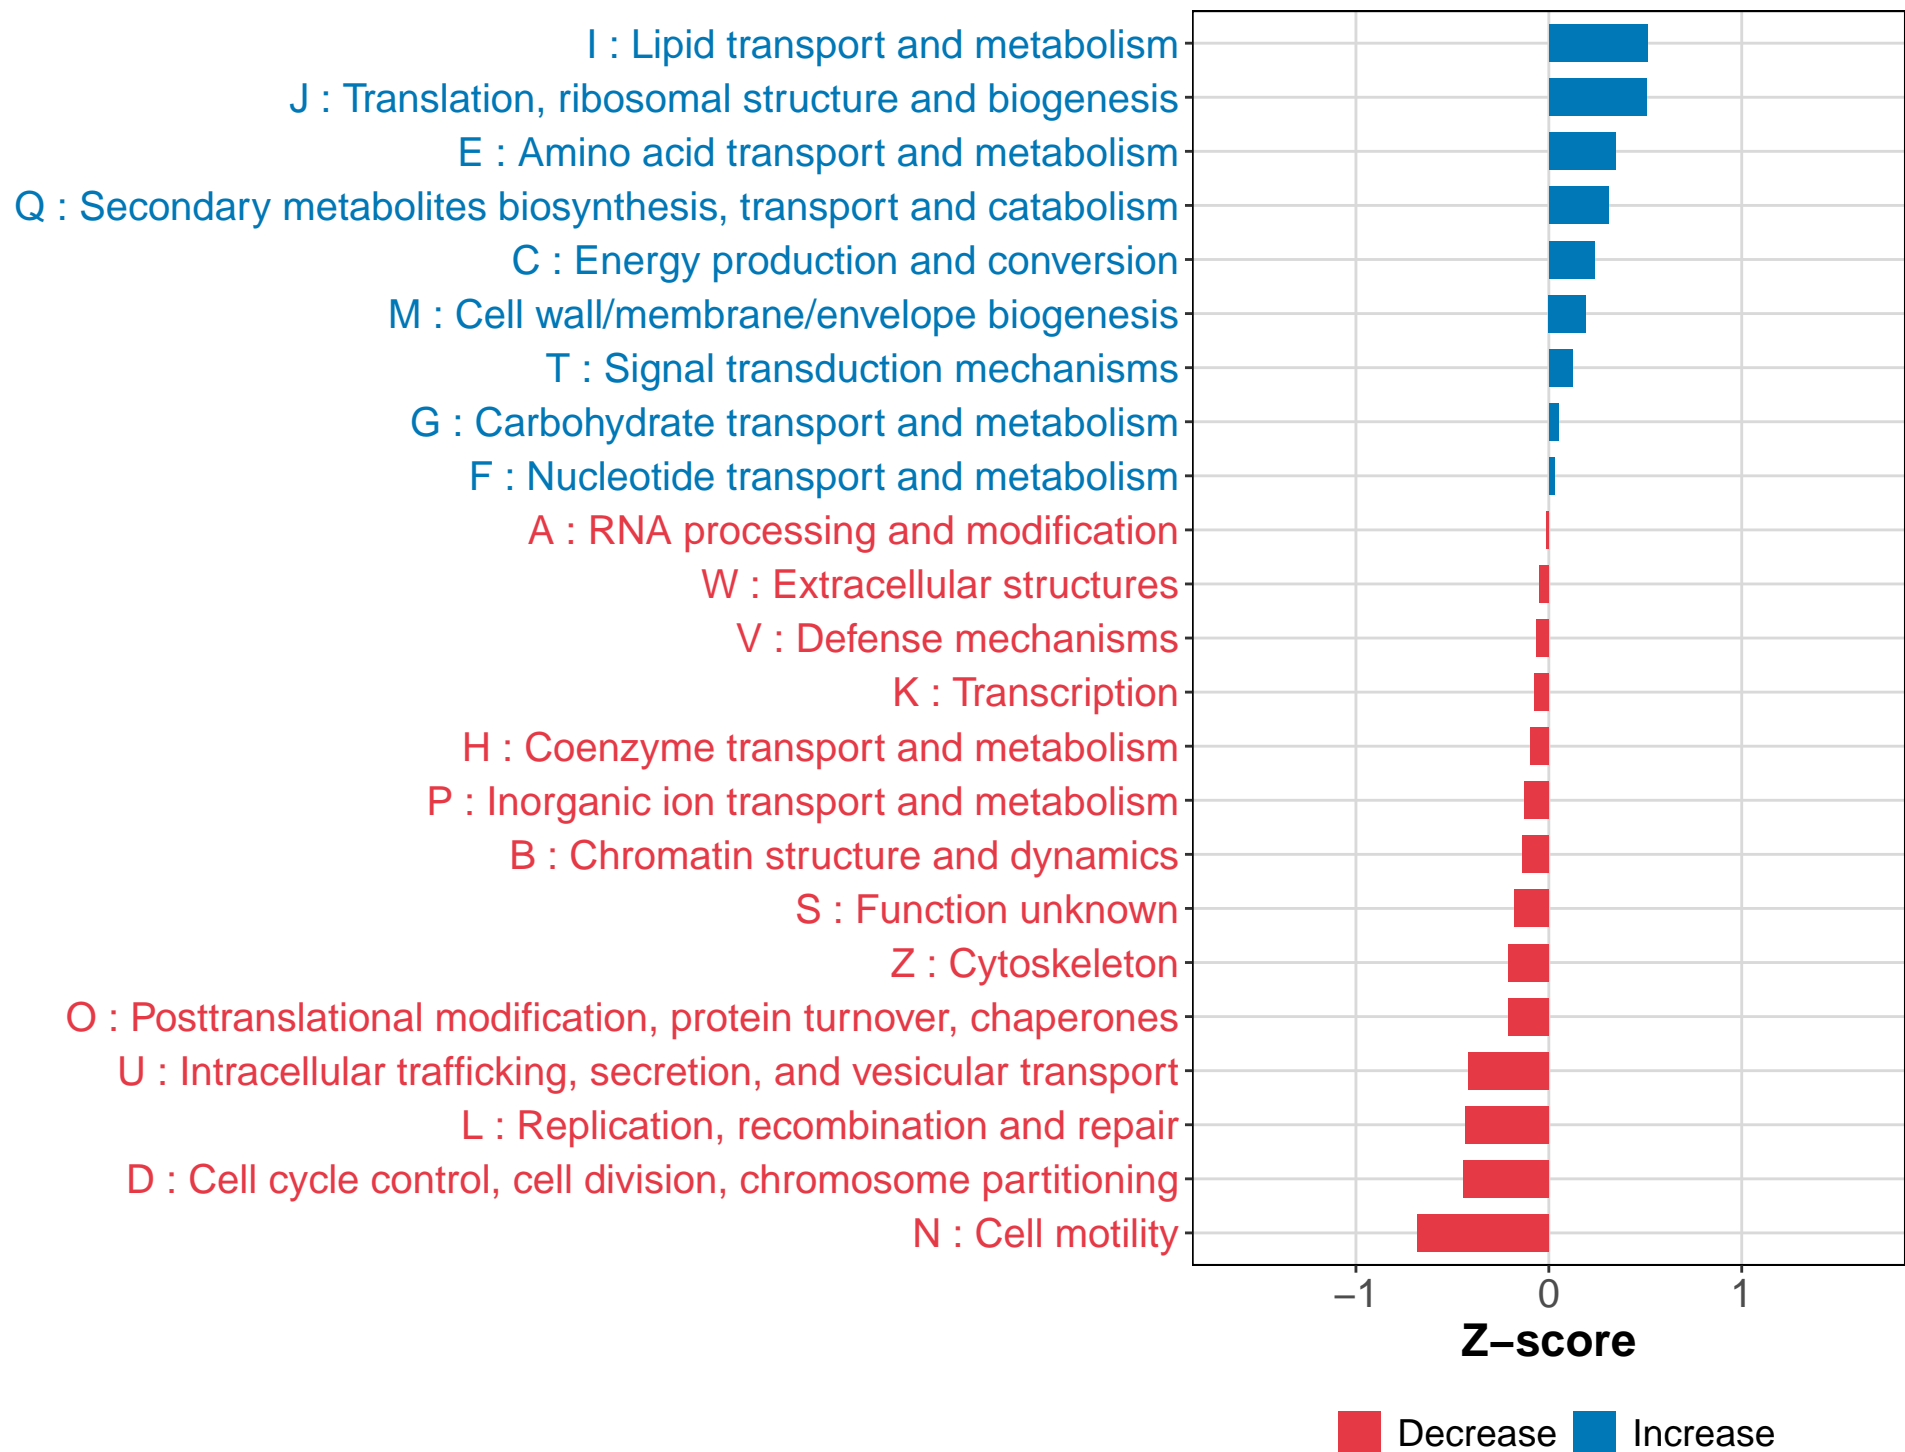 I : Lipid transport and metabolism
J : Translation, ribosomal structure and biogenesis
E : Amino acid transport and metabolism
Q : Secondary metabolites biosynthesis, transport and catabolism
C : Energy production and conversion
M : Cell wall/membrane/envelope biogenesis
T : Signal transduction mechanisms
G : Carbohydrate transport and metabolism
F : Nucleotide transport and metabolism
A : RNA processing and modification
W : Extracellular structures
V : Defense mechanisms
K : Transcription
H : Coenzyme transport and metabolism
P : Inorganic ion transport and metabolism
B : Chromatin structure and dynamics
S : Function unknown
Z : Cytoskeleton
O : Posttranslational modification, protein turnover, chaperones
U : Intracellular trafficking, secretion, and vesicular transport
L : Replication, recombination and repair
D : Cell cycle control, cell division, chromosome partitioning
N : Cell motility
−1 0 1
Z−score
Decrease Increase